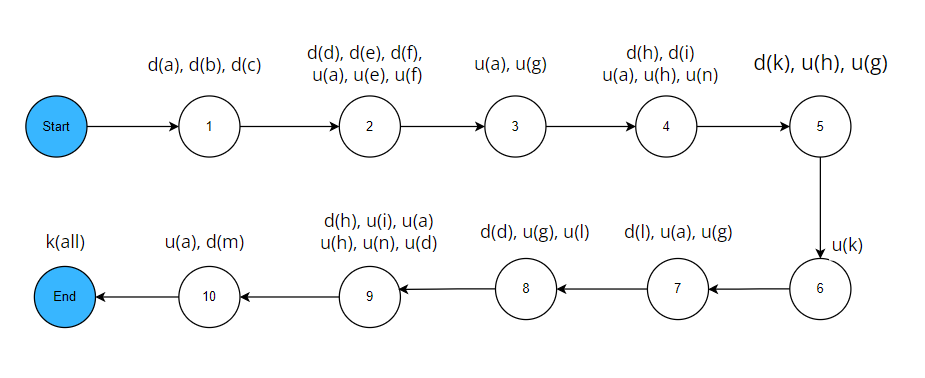 d(a), d(b), d(c)
d(d), d(e), d(f),
u(a), u(e), u(f)
u(a), u(g)
d(h), d(i)
u(a), u(h), u(n)
d(k), u(h), u(g)
Start
1
2
3
4
5
k(all)
u(a), d(m)
d(h), u(i), u(a)
u(h), u(n), u(d)
d(d), u(g), u(l)
d(l), u(a), u(g)
u(k)
End
10
9
8
7
6